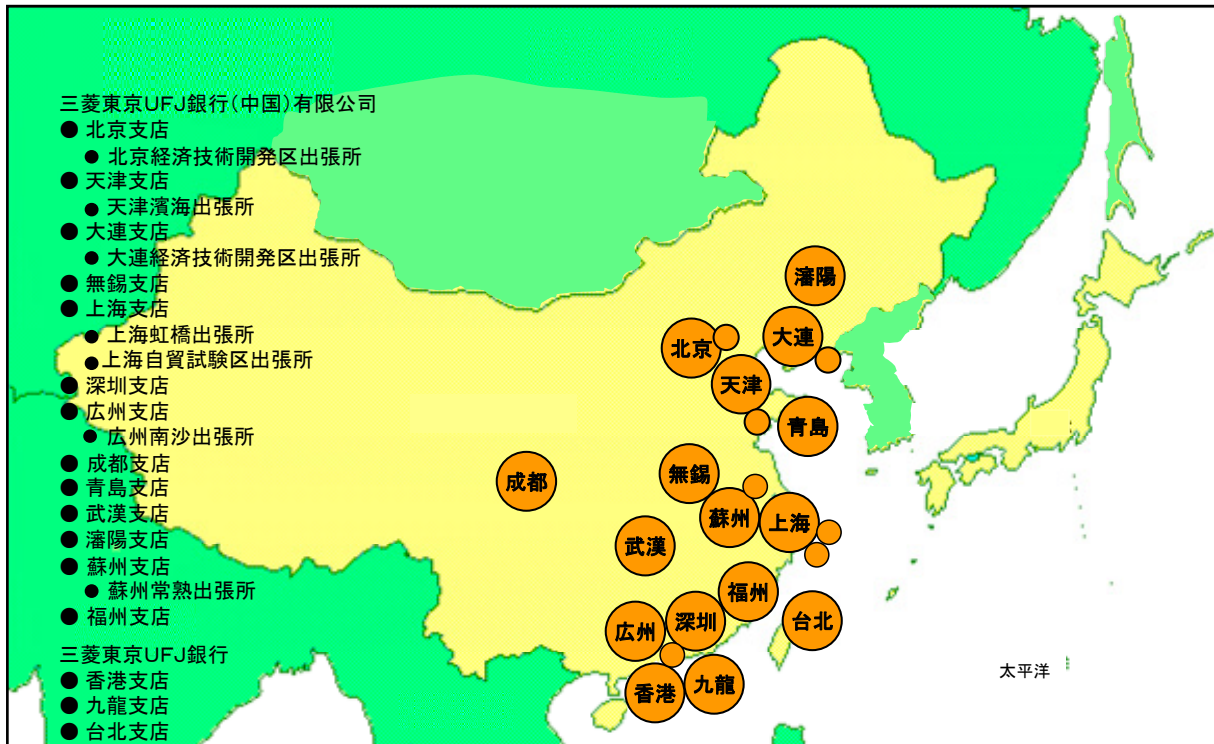 三菱東京UFJ銀行(中国)有限公司
● 北京支店
● 北京経済技術開発区出張所
● 天津支店
● 天津濱海出張所
● 大連支店
● 大連経済技術開発区出張所
● 無錫支店
● 上海支店
● 上海虹橋出張所
● 上海自貿試験区出張所
● 深圳支店
● 広州支店
● 広州南沙出張所
● 成都支店
● 青島支店
● 武漢支店
● 瀋陽支店
● 蘇州支店
● 蘇州常熟出張所
● 福州支店
三菱東京UFJ銀行
● 香港支店
● 九龍支店
● 台北支店
瀋陽
大連
北京
天津
青島
無錫
成都
蘇州
上海
武漢
福州
深圳
広州
台北
香港
九龍
太平洋